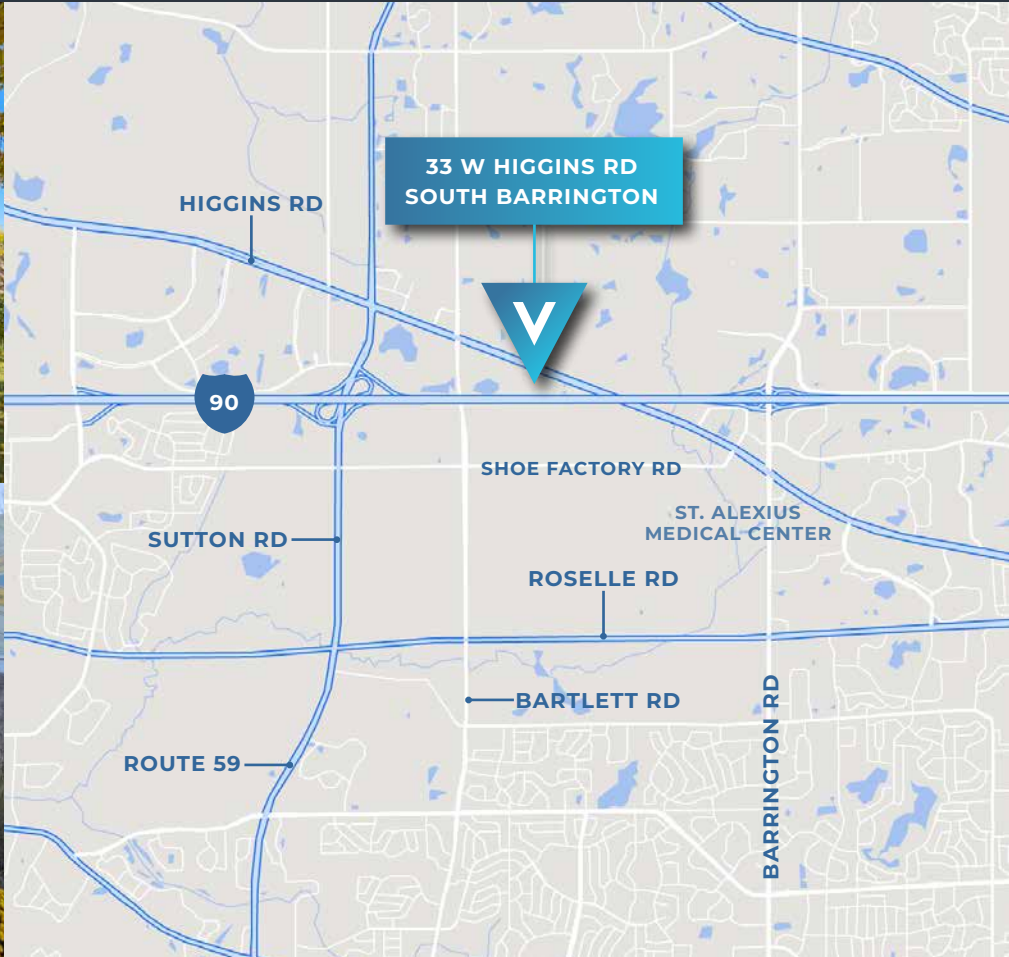 33 W HIGGINS RD
SOUTH BARRINGTON
HIGGINS RD
V
90
SHOE FACTORY RD
ST. ALEXIUS
MEDICAL CENTER
SUTTON RD
ROSELLE RD
BARTLETT RD
BARRINGTON RD
ROUTE 59